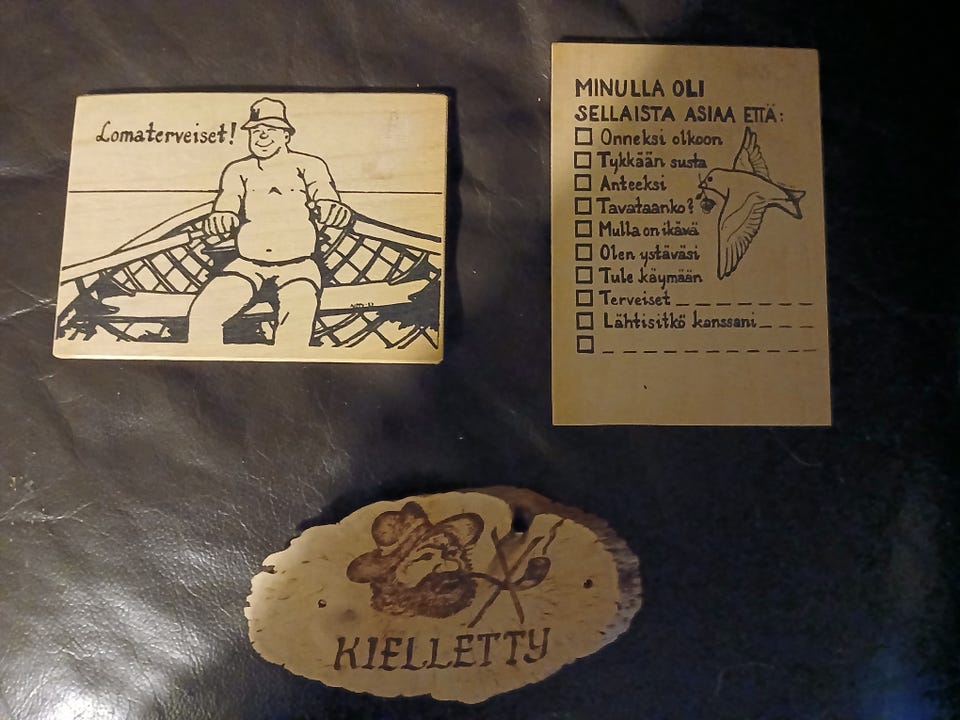 Lomaterveiset!
MINULLA OLI
SELLAISTA ASIAA ETTÄ:
Onneksi olkoon
Tykkään susta
Anteeksi
Tavataanko?
Mulla on ikävä
Olen ystäväsi
Tule käymään
Terveiset
Lähtisitkö kanssani
KIELLETTY